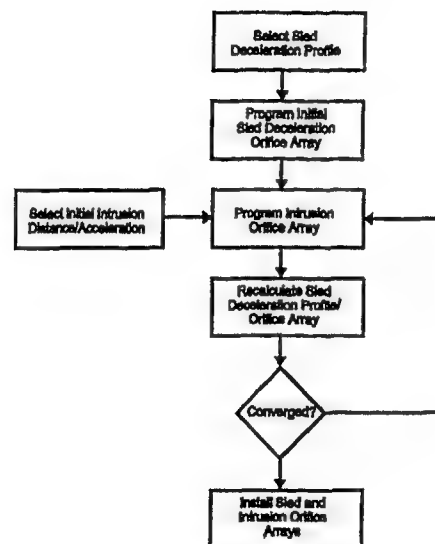 Select Sled
Deceleration Profile
Program Initial
Sled Deceleration
Orifice Array
Select Initial Intrusion
Distance/Acceleration
Program Intrusion
Orifice Array
Recalculate Sled
Deceleration Profile/
Orifice Array
Converged?
Install Sled and
Intrusion Orifice
Arrays